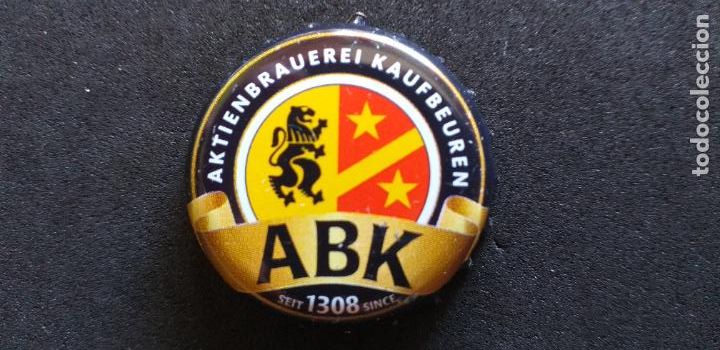 AKTIENBRAUEREI KAUFBEUREN
ABK
SEIT 1308 SINCE
todocoleccion